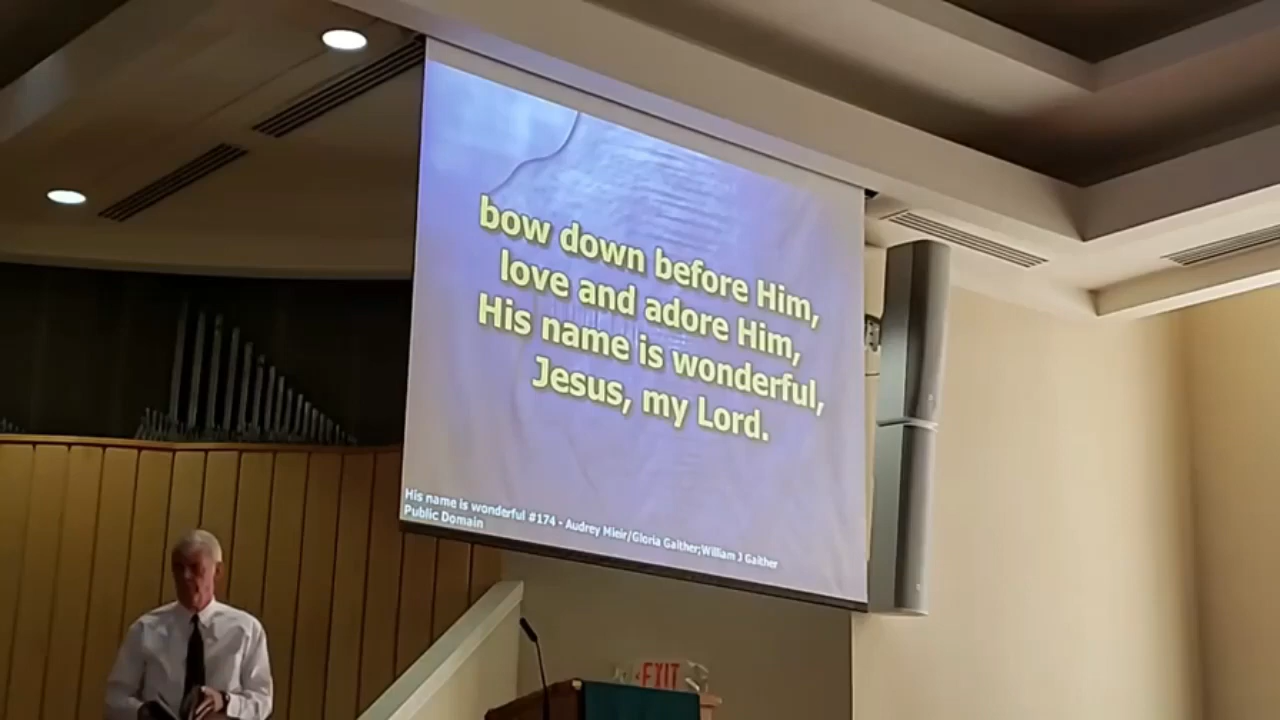 bow down before Him,
love and adore Him,
His name is wonderful,
Jesus, my Lord.
His name is wonderful #174 - Audrey Mieir/Gloria Gaither;William J Gaither
Public Domain
EXIT